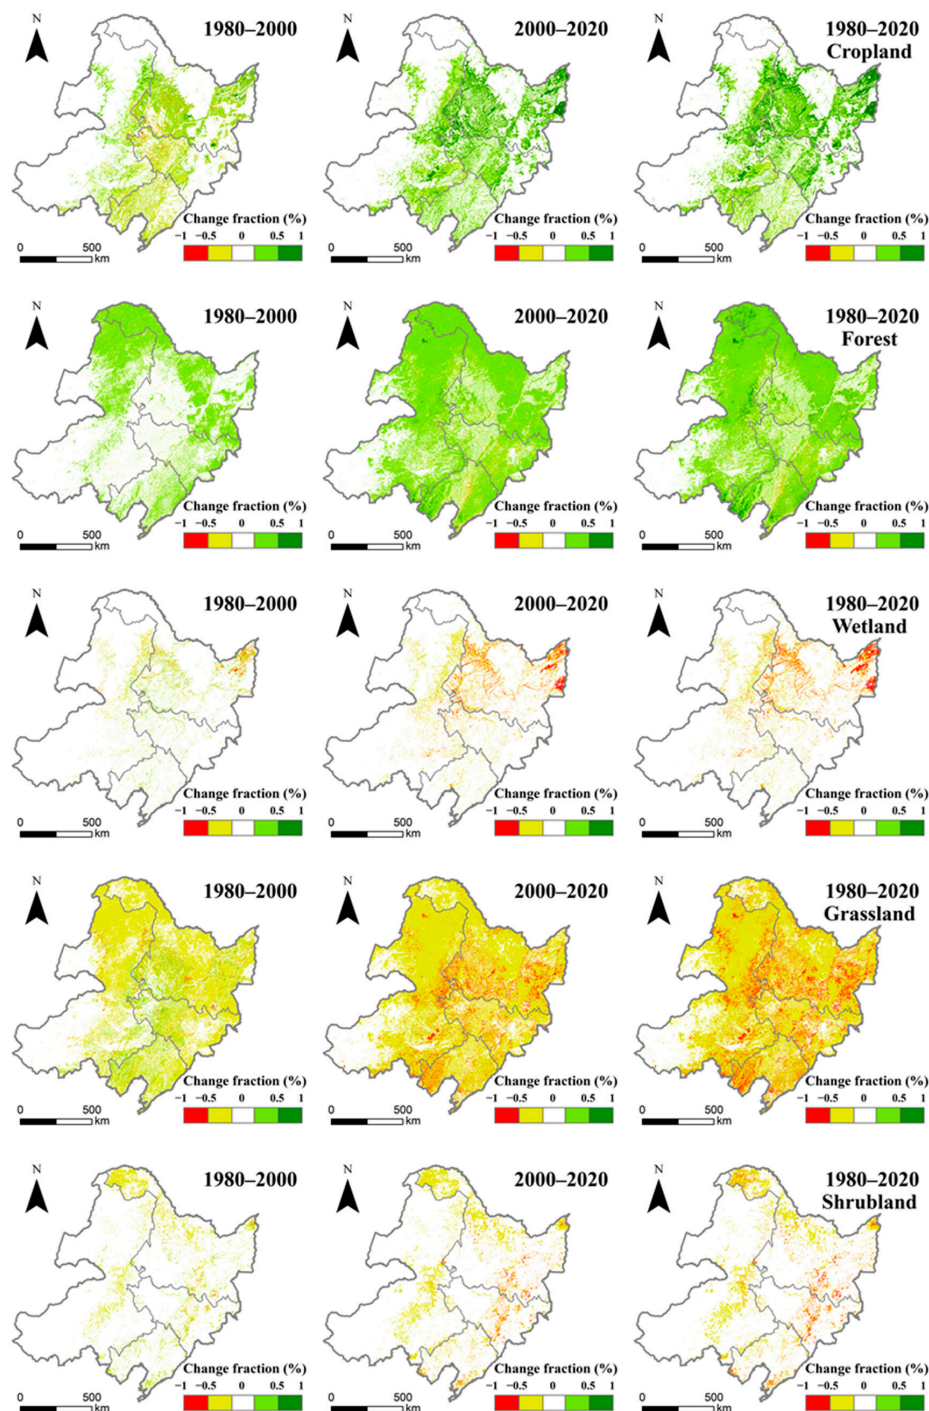 N
1980–2000
Change fraction (%)
−1 −0.5 0 0.5 1
0 500
km
N
2000–2020
Change fraction (%)
−1 −0.5 0 0.5 1
0 500
km
N
1980–2020
Cropland
Change fraction (%)
−1 −0.5 0 0.5 1
0 500
km
N
1980–2000
Change fraction (%)
−1 −0.5 0 0.5 1
0 500
km
N
2000–2020
Change fraction (%)
−1 −0.5 0 0.5 1
0 500
km
N
1980–2020
Forest
Change fraction (%)
−1 −0.5 0 0.5 1
0 500
km
N
1980–2000
Change fraction (%)
−1 −0.5 0 0.5 1
0 500
km
N
2000–2020
Change fraction (%)
−1 −0.5 0 0.5 1
0 500
km
N
1980–2020
Wetland
Change fraction (%)
−1 −0.5 0 0.5 1
0 500
km
N
1980–2000
Change fraction (%)
−1 −0.5 0 0.5 1
0 500
km
N
2000–2020
Change fraction (%)
−1 −0.5 0 0.5 1
0 500
km
N
1980–2020
Grassland
Change fraction (%)
−1 −0.5 0 0.5 1
0 500
km
N
1980–2000
Change fraction (%)
−1 −0.5 0 0.5 1
0 500
km
N
2000–2020
Change fraction (%)
−1 −0.5 0 0.5 1
0 500
km
N
1980–2020
Shrubland
Change fraction (%)
−1 −0.5 0 0.5 1
0 500
km